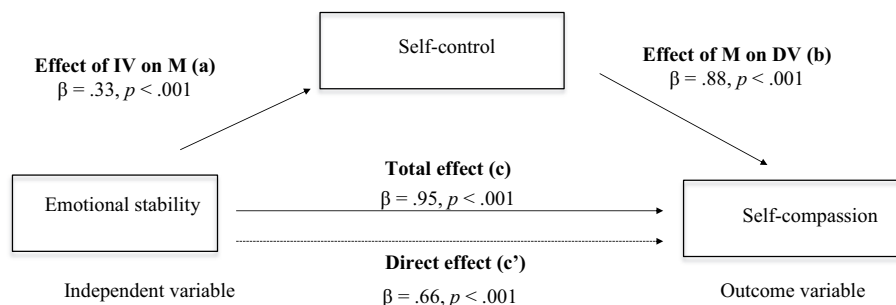 Self-control
Effect of IV on M (a)
β = .33, p < .001
Effect of M on DV (b)
β = .88, p < .001
Total effect (c)
β = .95, p < .001
Emotional stability
Self-compassion
Direct effect (c’)
β = .66, p < .001
Independent variable
Outcome variable